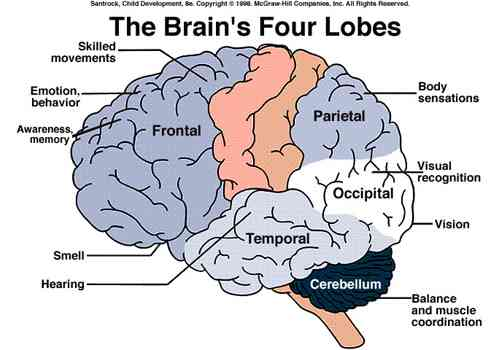 Santrock, Child Development, 8e. Copyright © 1998. McGraw-Hill Companies, Inc. All Rights Reserved.
The Brain's Four Lobes
Skilled
movements
Emotion,
behavior
Awareness,
memory
Frontal
Parietal
Body
sensations
Visual
recognition
Occipital
Vision
Temporal
Smell
Hearing
Cerebellum
Balance
and muscle
coordination